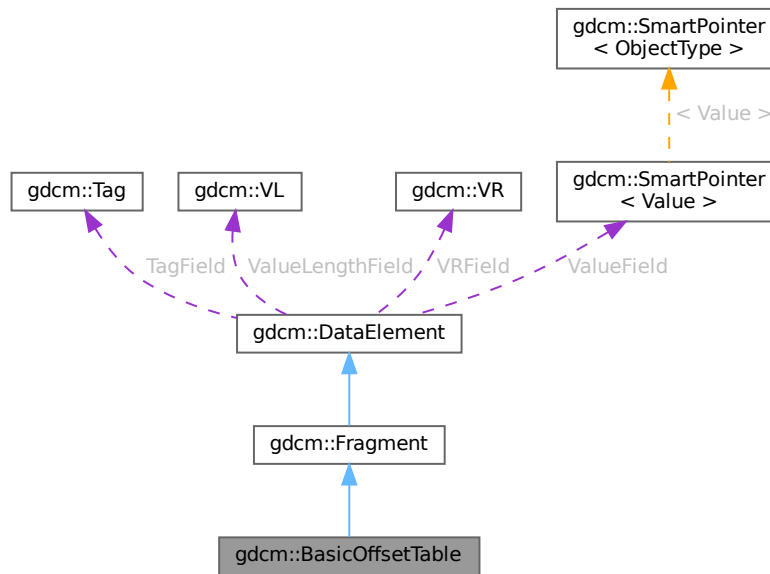 gdcm::SmartPointer
< ObjectType >
< Value >
gdcm::Tag
gdcm::VL
gdcm::VR
gdcm::SmartPointer
< Value >
TagField
ValueLengthField
VRField
ValueField
gdcm::DataElement
gdcm::Fragment
gdcm::BasicOffsetTable